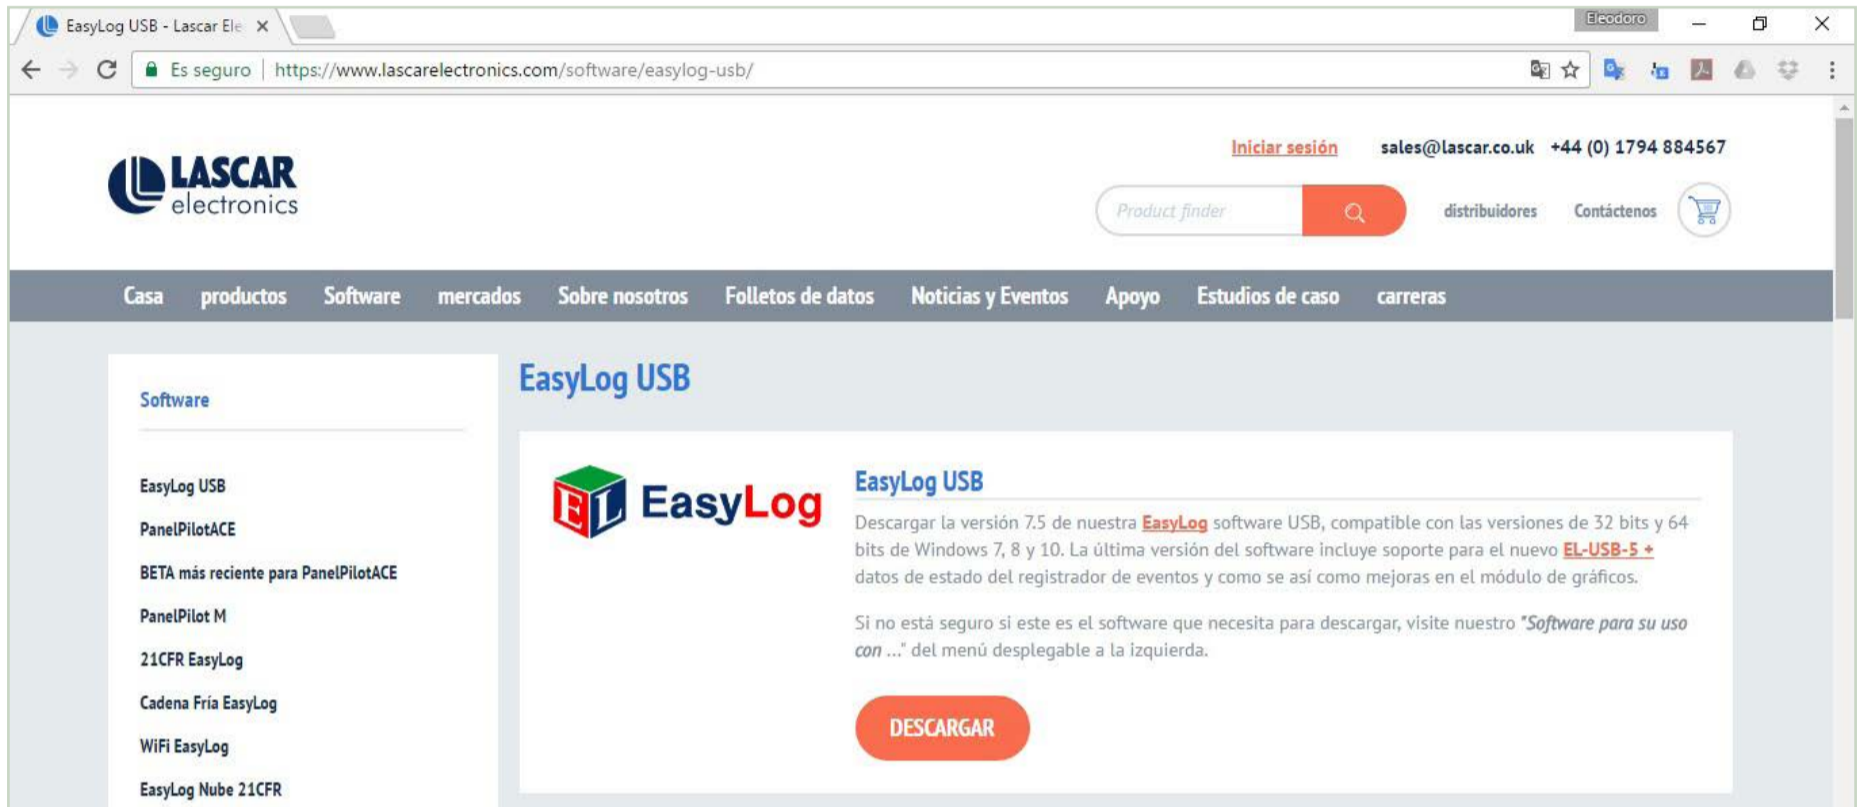 EasyLog USB - Lascar Ele
Eleodoro
Es seguro | https://www.lascarelectronics.com/software/easylog-usb/
LASCAR
electronics
Iniciar sesión sales@lascar.co.uk +44 (0) 1794 884567
Product finder distribuidores Contáctenos
Casa productos Software mercados Sobre nosotros Folletos de datos Noticias y Eventos Apoyo Estudios de caso carreras
Software
EasyLog USB
PanelPilotACE
BETA más reciente para PanelPilotACE
PanelPilot M
21CFR EasyLog
Cadena Fría EasyLog
WiFi EasyLog
EasyLog Nube 21CFR
EasyLog USB
EL EasyLog
EasyLog USB
Descargar la versión 7.5 de nuestra EasyLog software USB, compatible con las versiones de 32 bits y 64
bits de Windows 7, 8 y 10. La última versión del software incluye soporte para el nuevo EL-USB-5 +
datos de estado del registrador de eventos y como se así como mejoras en el módulo de gráficos.
Si no está seguro si este es el software que necesita para descargar, visite nuestro "Software para su uso
con ..." del menú desplegable a la izquierda.
DESCARGAR